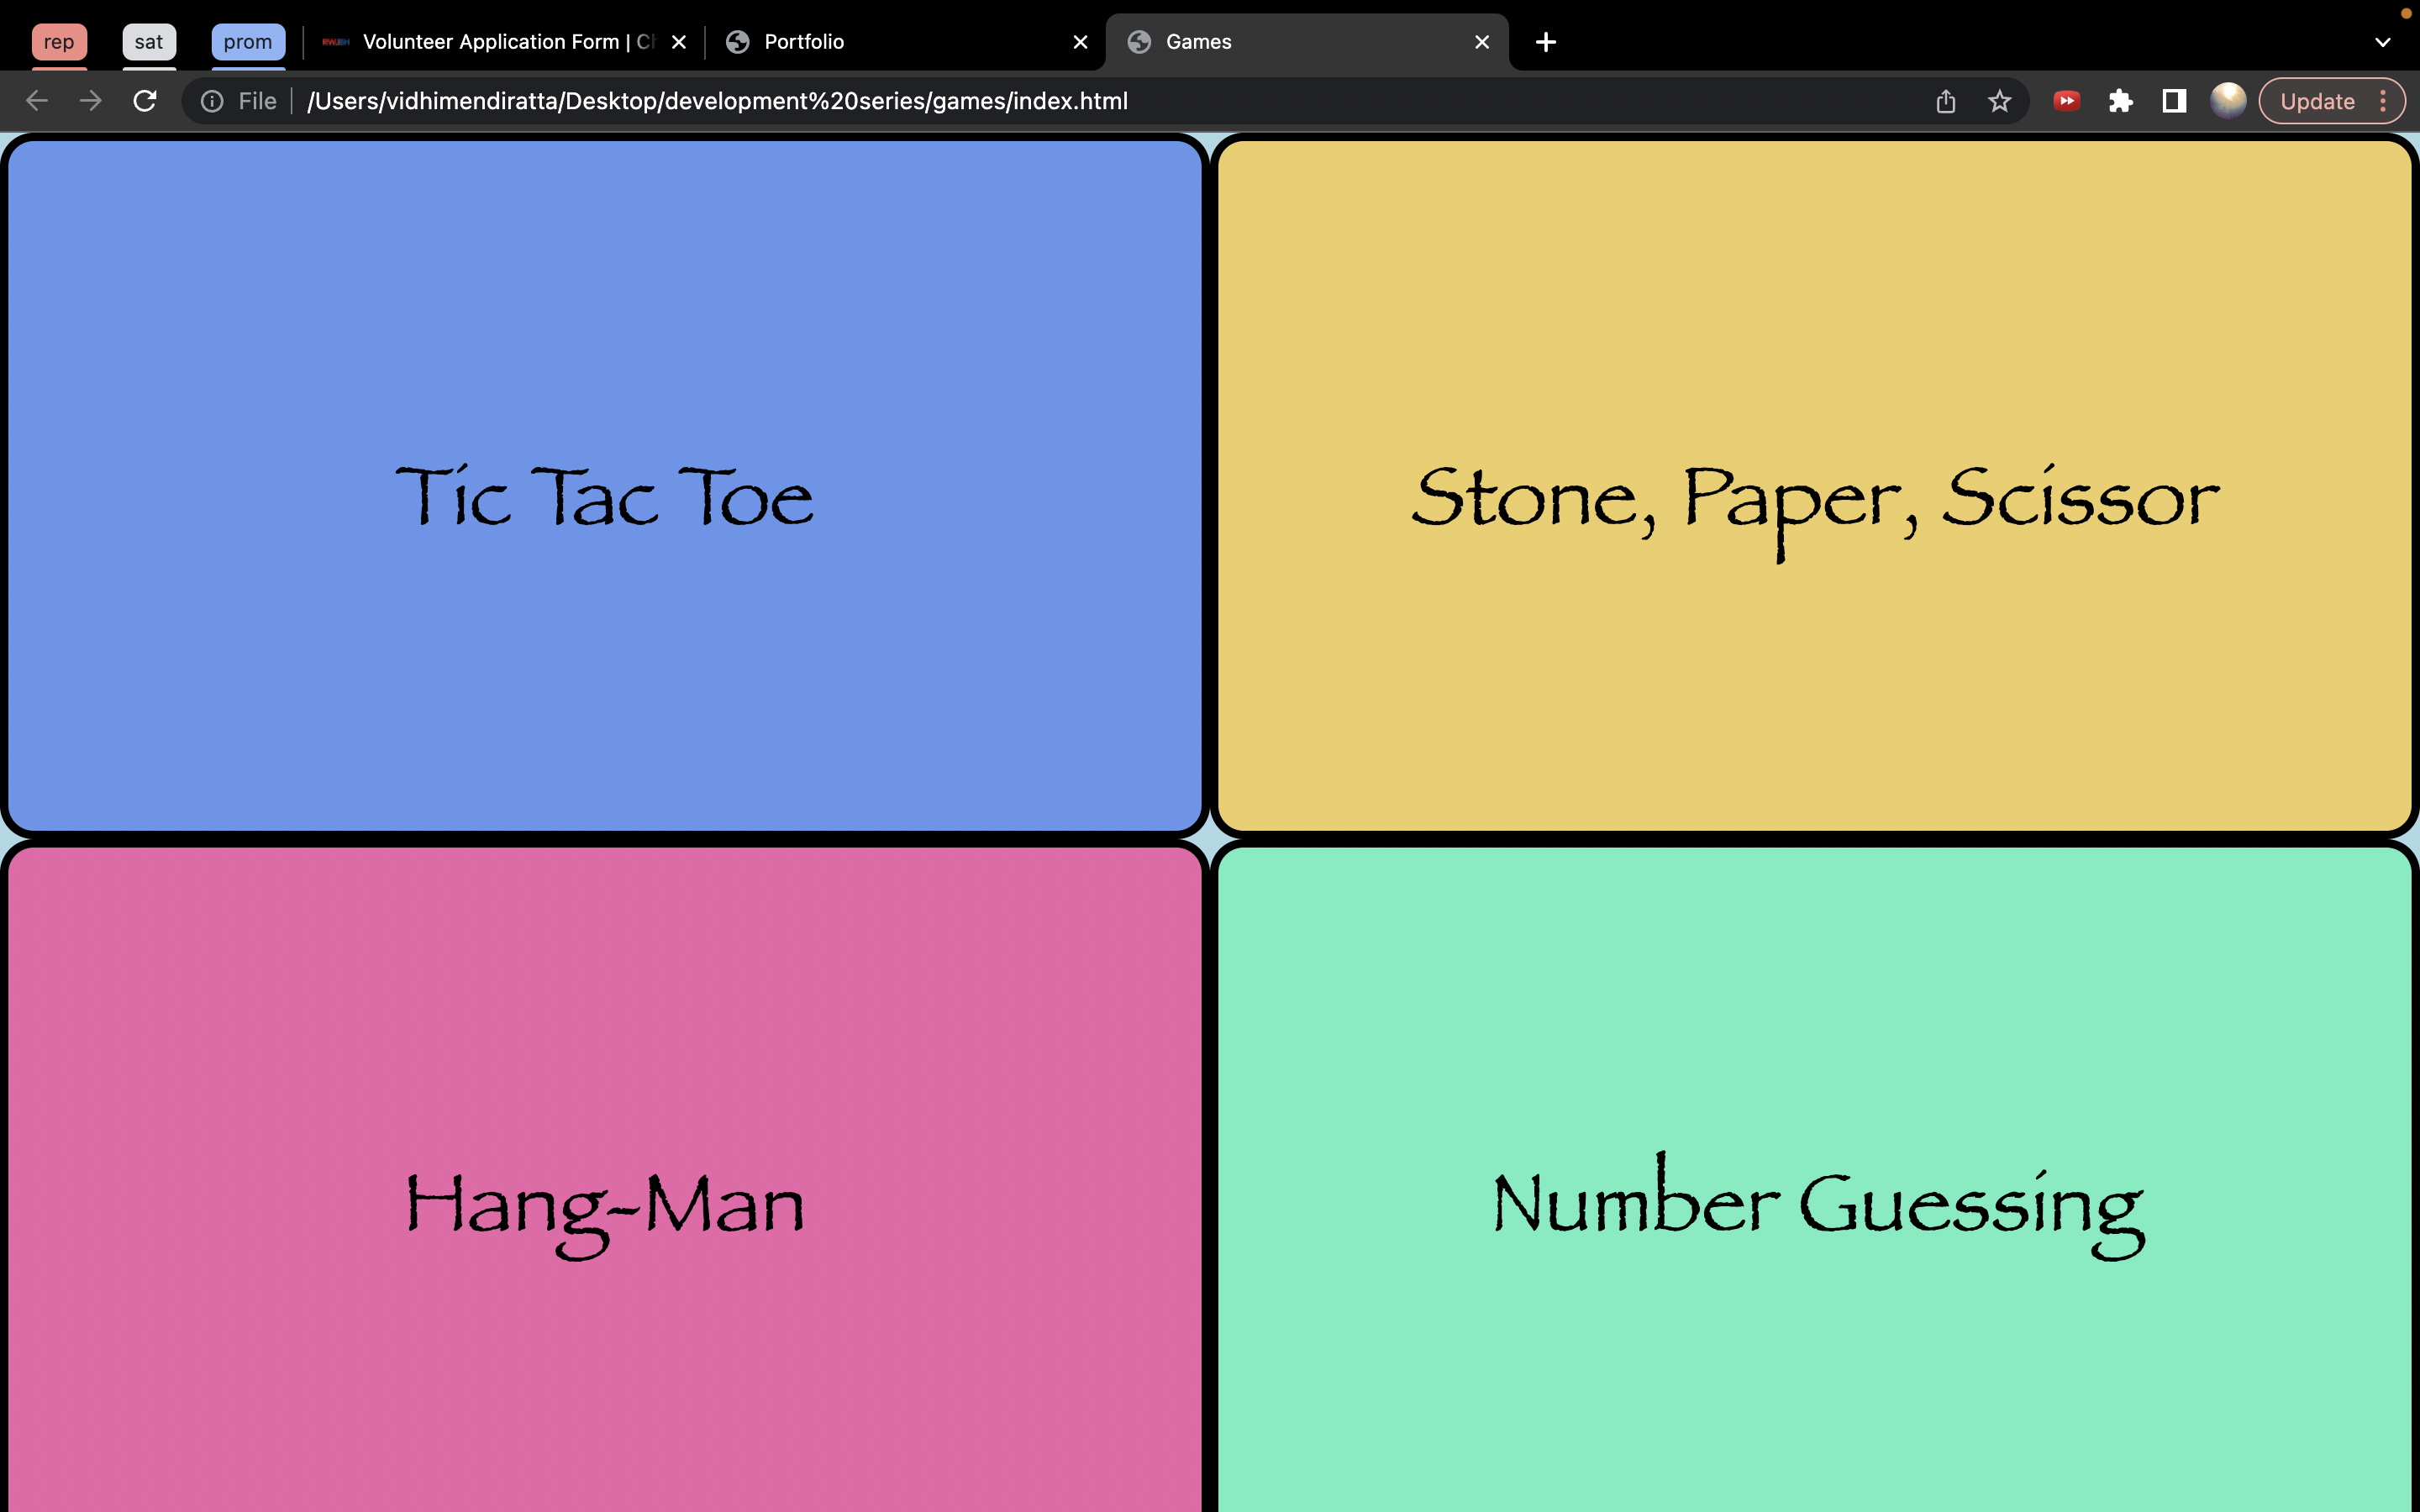 rep
sat
prom
Volunteer Application Form | Ch
Portfolio
Games
File
/Users/vidhimendiratta/Desktop/development%20series/games/index.html
Update
Tic Tac Toe
Stone, Paper, Scissor
Hang-Man
Number Guessing